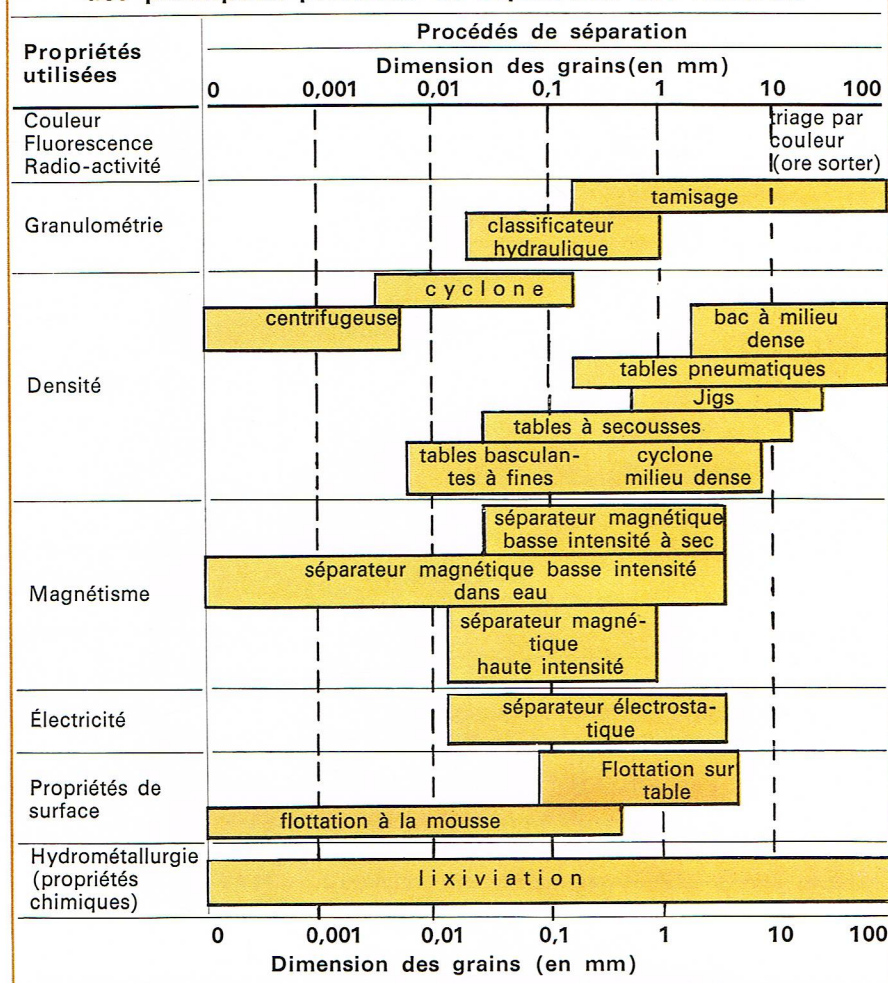 Procédés de séparation
Propriétés
utilisées
Dimension des grains(en mm)
0 0,001 0,01 0,1 1 10 100
Couleur
Fluorescence
Radio-activité
triage par
couleur
(ore sorter)
Granulométrie
tamisage
classificateur
hydraulique
Densité
cyclone
centrifugeuse
bac à milieu
dense
tables pneumatiques
Jigs
tables à secousses
tables basculan-
tes à fines
cyclone
milieu dense
Magnétisme
séparateur magnétique
basse intensité à sec
séparateur magnétique basse intensité
dans eau
séparateur magné-
tique
haute intensité
Électricité
séparateur électrosta-
tique
Propriétés de
surface
Flottation sur
table
flottation à la mousse
Hydrométallurgie
(propriétés
chimiques)
lixiviation
0 0,001 0,01 0,1 1 10 100
Dimension des grains (en mm)